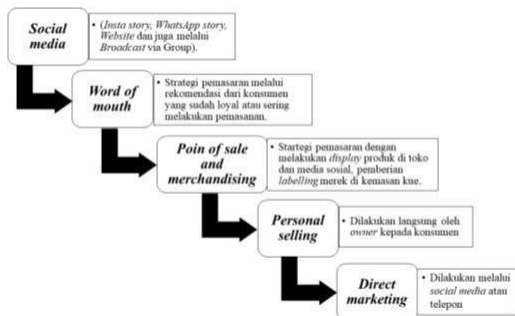 Social
media
• (Insta story, WhatsApp story,
Website dan juga melalui
Broadcast via Group).
Word of
mouth
• Strategi pemasaran melalui
rekomendasi dari konsumen
yang sudah loyal atau sering
melakukan pemasanan.
Poin of sale
and
merchandising
• Startegi pemasaran dengan
melakukan display produk di toko
dan media sosial, pemberian
labelling merek di kemasan kue.
Personal
selling
• Dilakukan langsung oleh
owner kepada konsumen
Direct
marketing
• Dilakukan melalui
social media atau
telepon